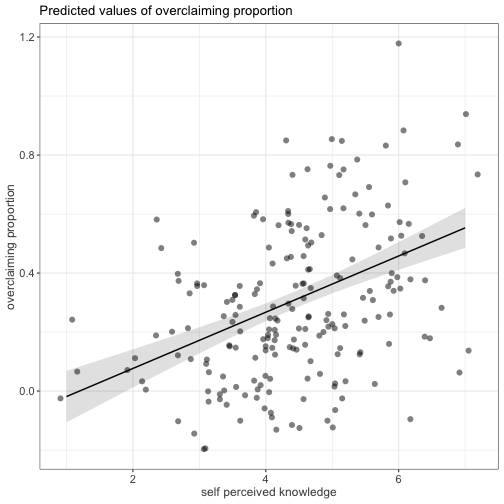 Predicted values of overclaiming proportion
1.2
0.8
0.4
0.0
overclaiming proportion
2 4 6
self perceived knowledge